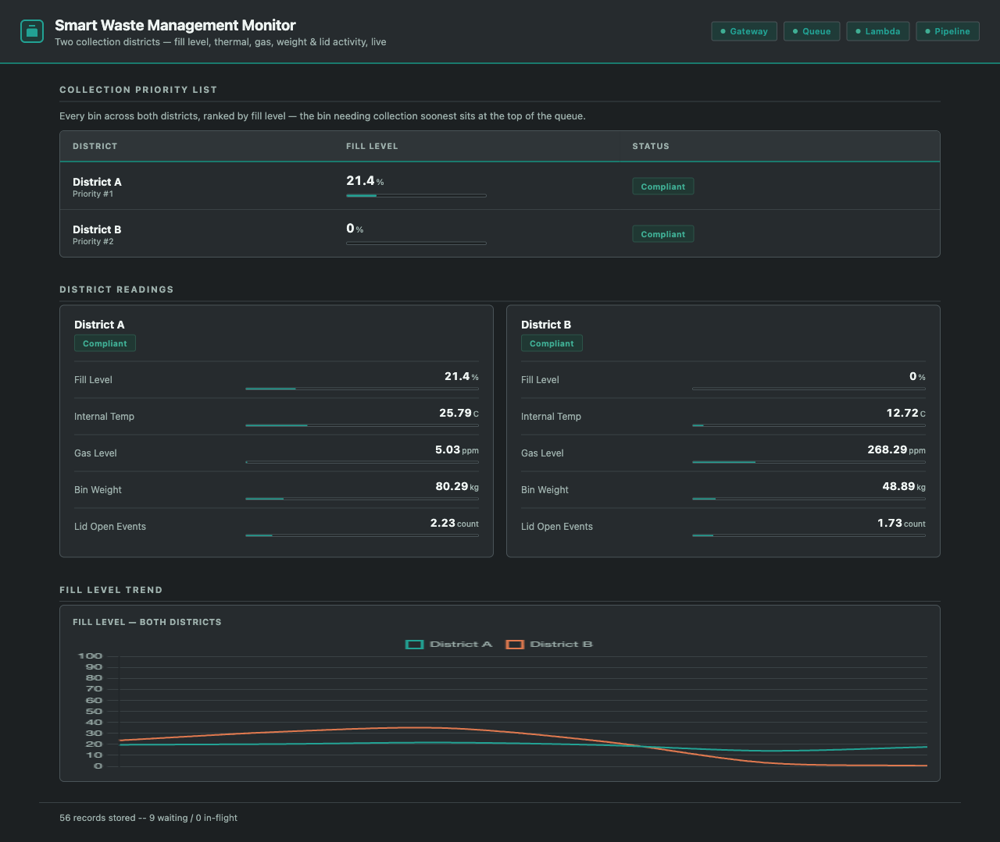 Smart Waste Management Monitor
Two collection districts — fill level, thermal, gas, weight & lid activity, live
Gateway
Queue
Lambda
Pipeline
COLLECTION PRIORITY LIST
Every bin across both districts, ranked by fill level — the bin needing collection soonest sits at the top of the queue.
DISTRICT FILL LEVEL STATUS
District A
Priority #1
21.4 %
Compliant
District B
Priority #2
0 %
Compliant
DISTRICT READINGS
District A
Compliant
Fill Level 21.4 %
Internal Temp 25.79 C
Gas Level 5.03 ppm
Bin Weight 80.29 kg
Lid Open Events 2.23 count
District B
Compliant
Fill Level 0 %
Internal Temp 12.72 C
Gas Level 268.29 ppm
Bin Weight 48.89 kg
Lid Open Events 1.73 count
FILL LEVEL TREND
FILL LEVEL — BOTH DISTRICTS
District A District B
100
90
80
70
60
50
40
30
20
10
0
56 records stored -- 9 waiting / 0 in-flight